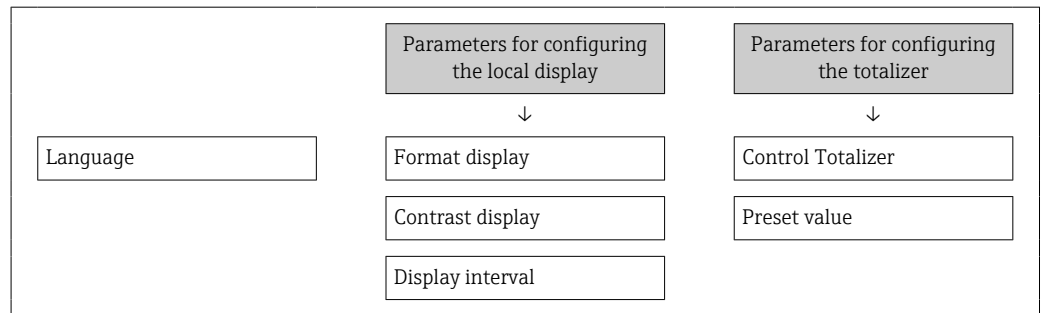 Parameters for configuring
the local display
Parameters for configuring
the totalizer
↓
↓
Language
Format display
Control Totalizer
Contrast display
Preset value
Display interval